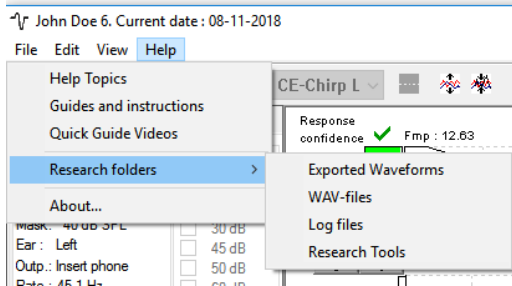 John Doe 6. Current date : 08-11-2018
File Edit View Help
Help Topics
Guides and instructions
Quick Guide Videos
Research folders
About...
Exported Waveforms
WAV-files
Log files
Research Tools
CE-Chirp L
Response
confidence
Fmp : 12.63
Mask: 40 dB SPL
Ear : Left
Outp.: Insert phone
Rate : 45.1 Hz
30 dB
45 dB
50 dB
60 dB